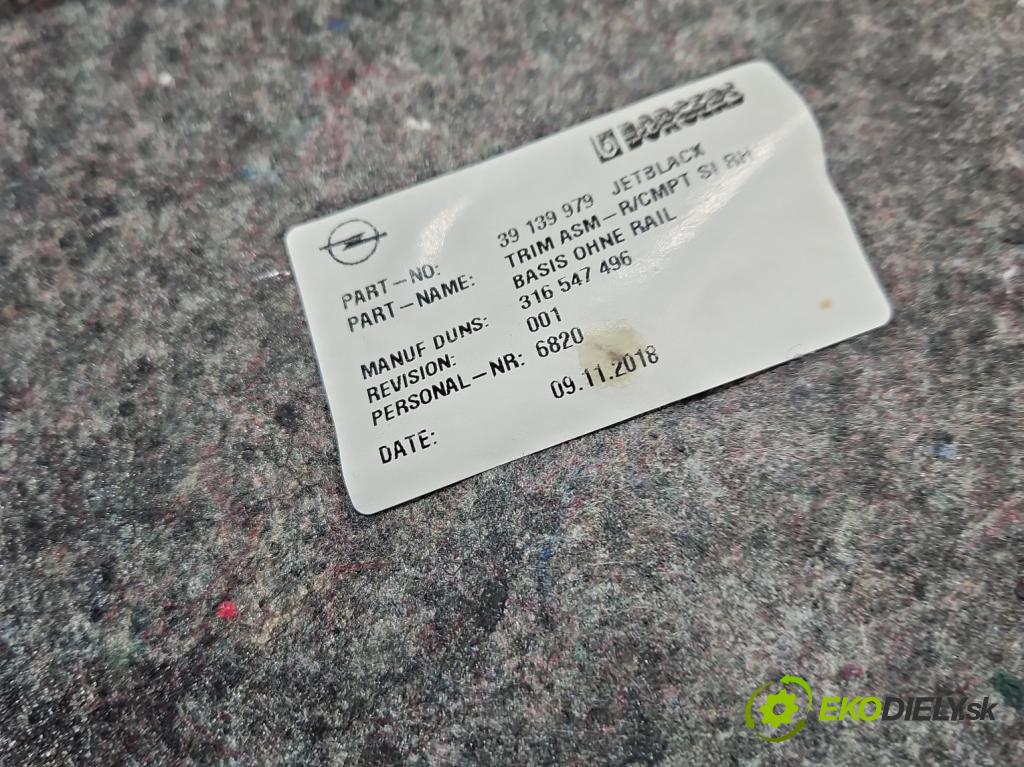 BORGERS
PART-NO: 39 139 979 JETBLACK
PART-NAME: TRIM ASM-R/CMPT SI RH
BASIS OHNE RAIL
MANUF DUNS: 316 547 496
REVISION: 001
PERSONAL-NR: 6820
DATE: 09.11.2018
EKODIELY.sk